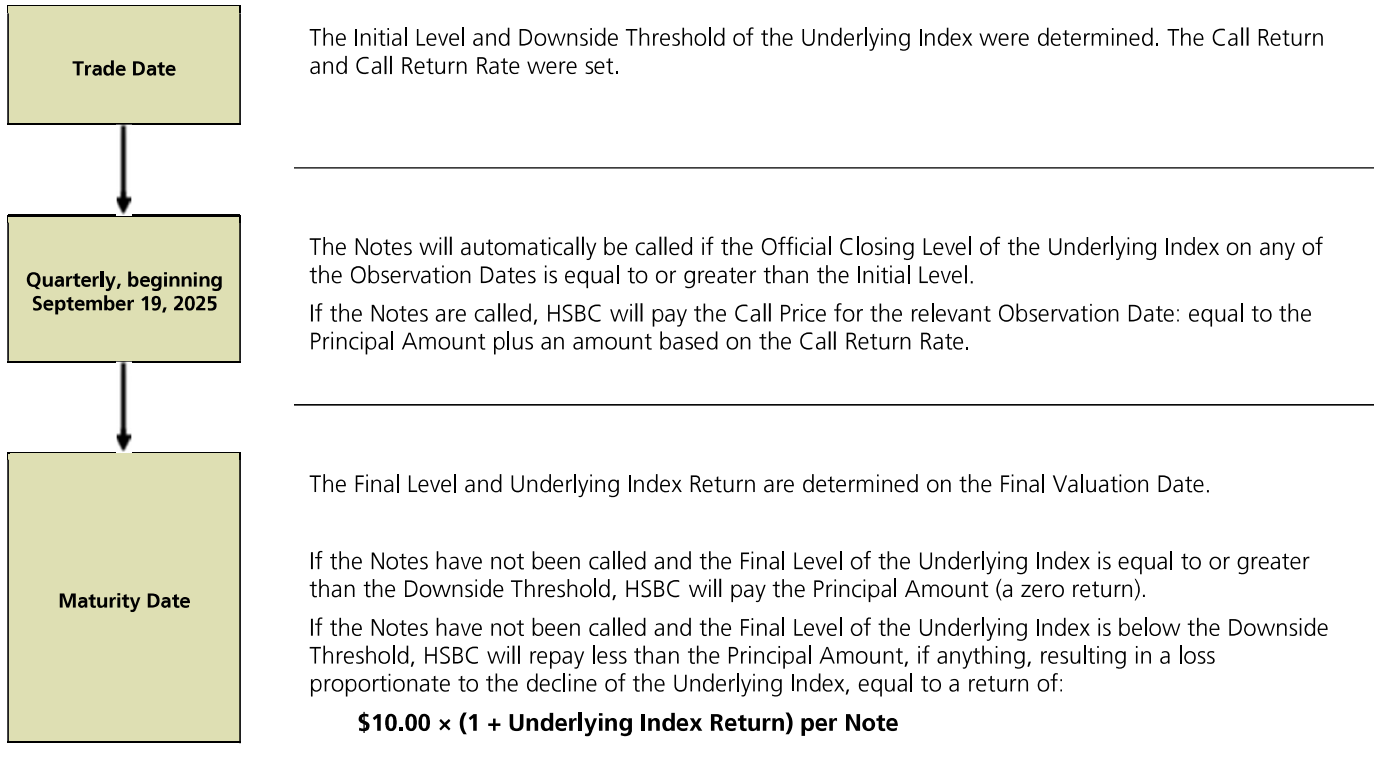 Trade Date
The Initial Level and Downside Threshold of the Underlying Index were determined. The Call Return
and Call Return Rate were set.
Quarterly, beginning
September 19, 2025
The Notes will automatically be called if the Official Closing Level of the Underlying Index on any of
the Observation Dates is equal to or greater than the Initial Level.
If the Notes are called, HSBC will pay the Call Price for the relevant Observation Date: equal to the
Principal Amount plus an amount based on the Call Return Rate.
Maturity Date
The Final Level and Underlying Index Return are determined on the Final Valuation Date.
If the Notes have not been called and the Final Level of the Underlying Index is equal to or greater
than the Downside Threshold, HSBC will pay the Principal Amount (a zero return).
If the Notes have not been called and the Final Level of the Underlying Index is below the Downside
Threshold, HSBC will repay less than the Principal Amount, if anything, resulting in a loss
proportionate to the decline of the Underlying Index, equal to a return of:
$10.00 × (1 + Underlying Index Return) per Note